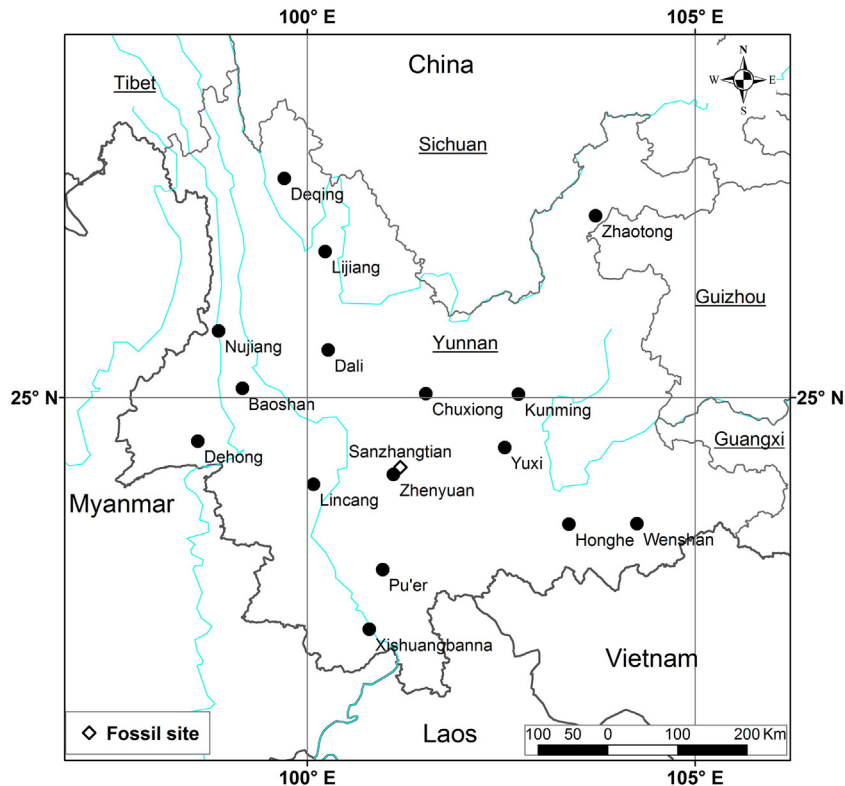 100° E 105° E
China
N
W E
S
Tibet
Sichuan
Deqing
Zhaotong
Lijiang
Guizhou
Nujiang
Yunnan
Dali
25° N 25° N
Baoshan
Chuxiong
Kunming
Guangxi
Dehong
Sanzhangtian
Yuxi
Zhenyuan
Myanmar
Lincang
Honghe
Wenshan
Pu'er
Xishuangbanna
Vietnam
Fossil site
Laos
100 50 0 100 200 Km
100° E 105° E